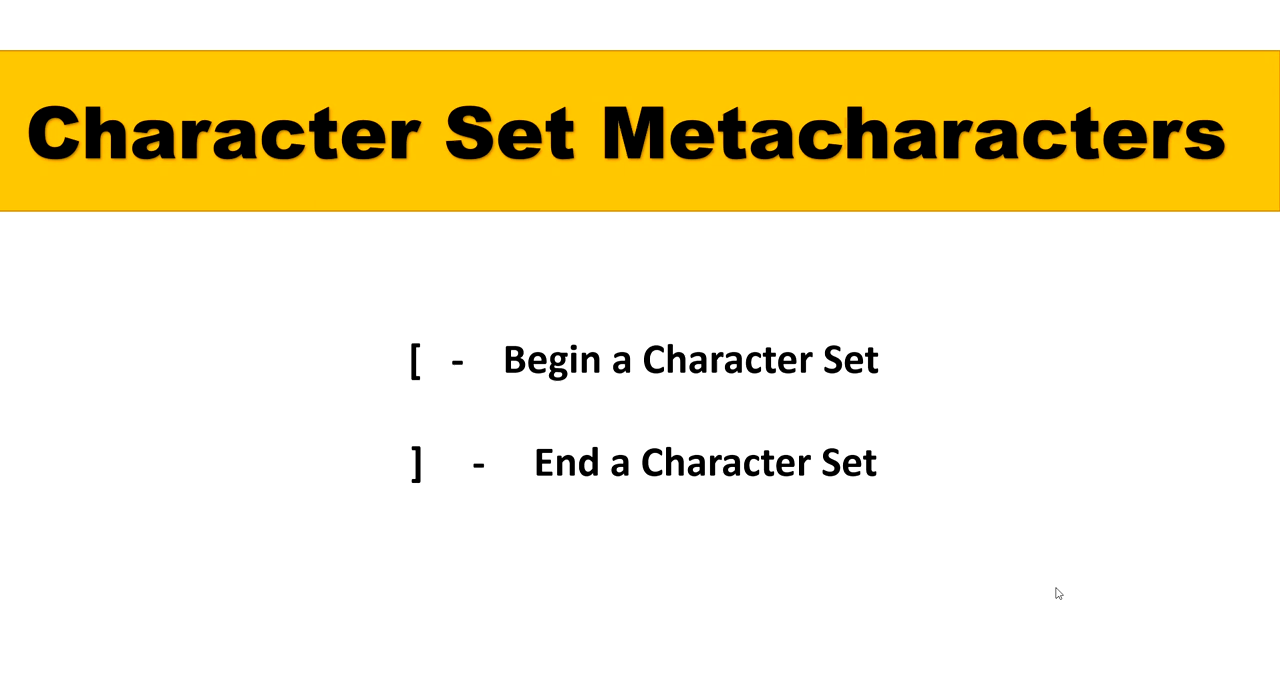 Character Set Metacharacters
[ - Begin a Character Set
] - End a Character Set